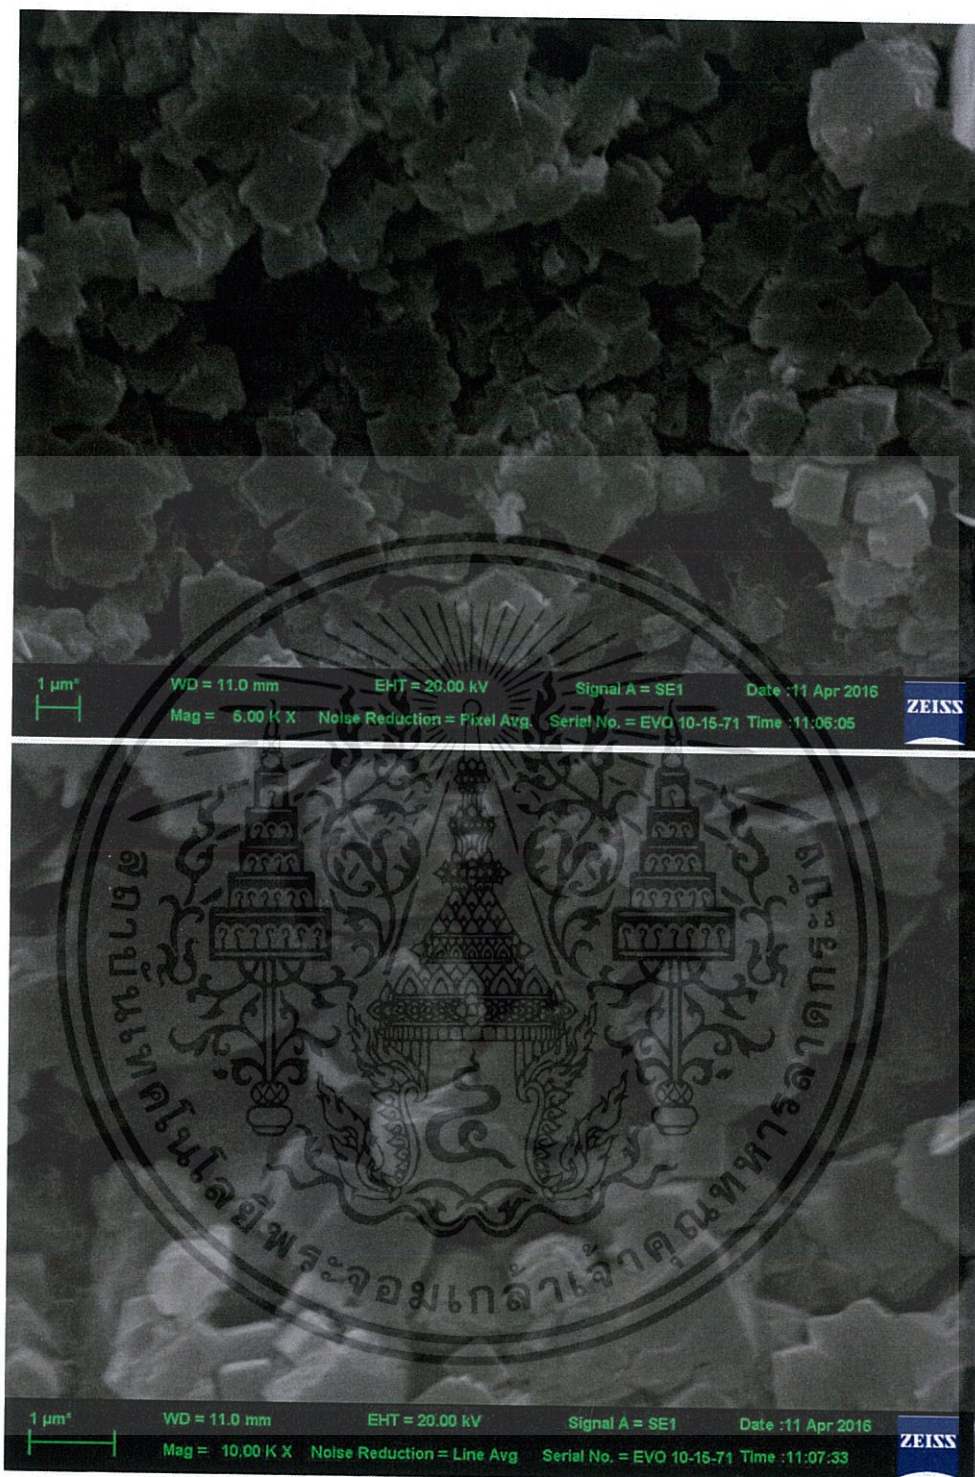 1 µm*
WD = 11.0 mm EHT = 20.00 kV Signal A = SE1 Date :11 Apr 2016
Mag = 5.00 K X Noise Reduction = Pixel Avg. Serial No. = EVO 10-15-71 Time :11:06:05
ZEISS
สถาบันเทคโนโลยีพระจอมเกล้าเจ้าคุณทหารลาดกระบัง
๔
1 µm*
WD = 11.0 mm EHT = 20.00 kV Signal A = SE1 Date :11 Apr 2016
Mag = 10.00 K X Noise Reduction = Line Avg Serial No. = EVO 10-15-71 Time :11:07:33
ZEISS